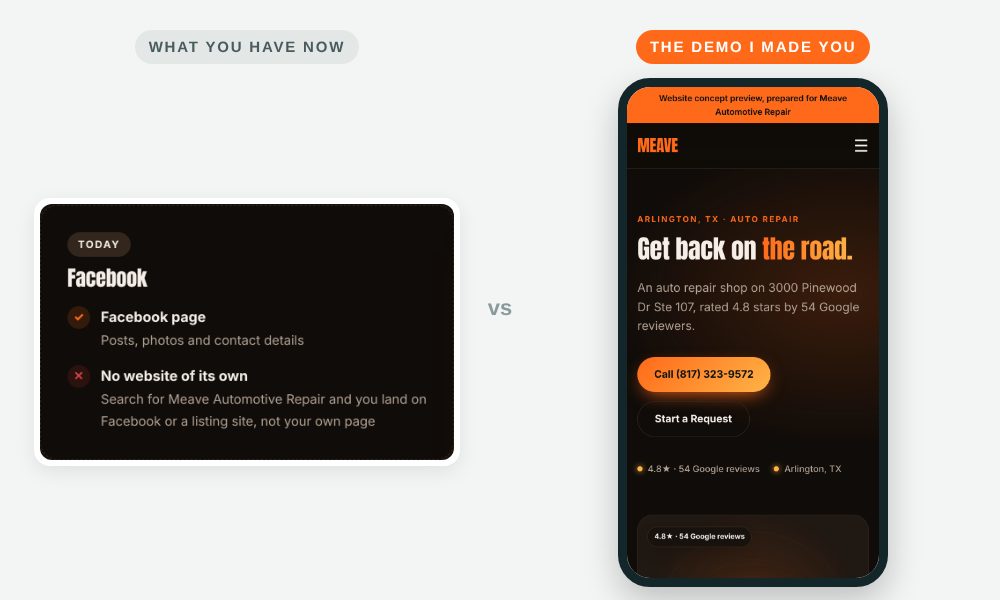 WHAT YOU HAVE NOW
TODAY
Facebook
Facebook page
Posts, photos and contact details
No website of its own
Search for Meave Automotive Repair and you land on
Facebook or a listing site, not your own page
vs
THE DEMO I MADE YOU
Website concept preview, prepared for Meave
Automotive Repair
MEAVE
ARLINGTON, TX · AUTO REPAIR
Get back on the road.
An auto repair shop on 3000 Pinewood
Dr Ste 107, rated 4.8 stars by 54 Google
reviewers.
Call (817) 323-9572
Start a Request
4.8★ · 54 Google reviews
Arlington, TX
4.8★ · 54 Google reviews